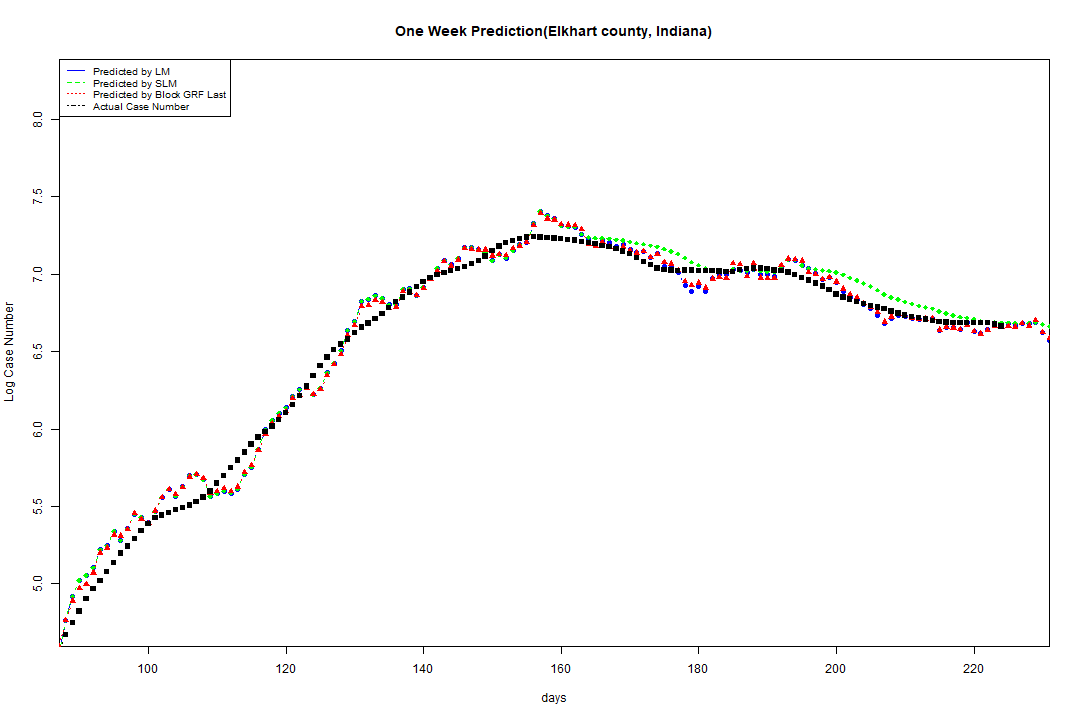 One Week Prediction(Elkhart county, Indiana)
Predicted by LM
Predicted by SLM
Predicted by Block GRF Last
Actual Case Number
8.0
7.5
7.0
6.5
6.0
5.5
5.0
Log Case Number
100 120 140 160 180 200 220
days